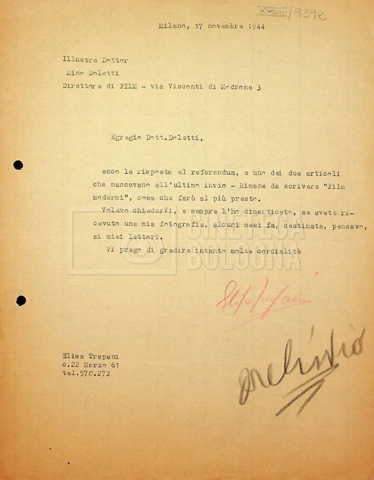 XXVIII/9392
Milano, 17 novembre 1944
Illustre Dottor
Mino Doletti
Direttore di FILM - via Visconti di Modrone 3
Egregio Dott. Doletti,
ecco la risposta al referendum, e uno dei due articoli
che mancavano all'ultimo invio - Rimane da scrivere "Film
moderni", cosa che farò al più presto.
Volevo chiederVi, e sempre l'ho dimenticato, se avete ri-
cevuto una mia fotografia, alcuni mesi fa, destinata, pensavo,
ai miei lettori.
Vi prego di gradire intanto molte cordialità
CINETECA
BOLOGNA
Elisa Trapani
c.22 Marzo 61
tel.570.272
archivio